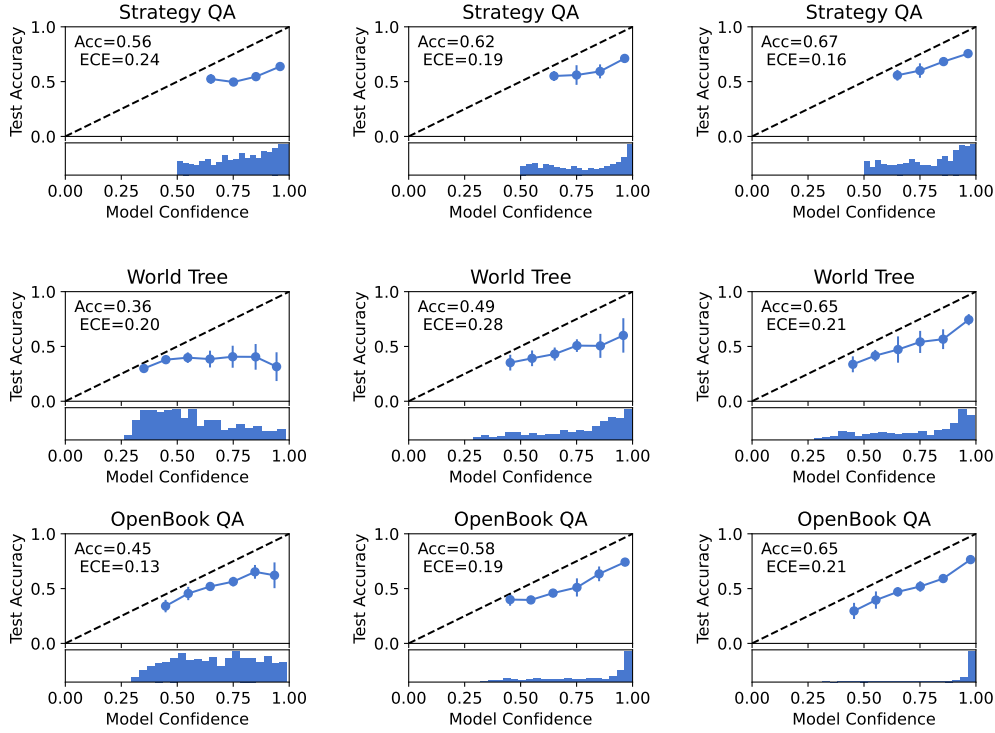 Strategy QA
Test Accuracy
1.0
0.5
0.0
Acc=0.56
ECE=0.24
0.00 0.25 0.50 0.75 1.00
Model Confidence
Strategy QA
Test Accuracy
1.0
0.5
0.0
Acc=0.62
ECE=0.19
0.00 0.25 0.50 0.75 1.00
Model Confidence
Strategy QA
Test Accuracy
1.0
0.5
0.0
Acc=0.67
ECE=0.16
0.00 0.25 0.50 0.75 1.00
Model Confidence
World Tree
Test Accuracy
1.0
0.5
0.0
Acc=0.36
ECE=0.20
0.00 0.25 0.50 0.75 1.00
Model Confidence
World Tree
Test Accuracy
1.0
0.5
0.0
Acc=0.49
ECE=0.28
0.00 0.25 0.50 0.75 1.00
Model Confidence
World Tree
Test Accuracy
1.0
0.5
0.0
Acc=0.65
ECE=0.21
0.00 0.25 0.50 0.75 1.00
Model Confidence
OpenBook QA
Test Accuracy
1.0
0.5
0.0
Acc=0.45
ECE=0.13
0.00 0.25 0.50 0.75 1.00
Model Confidence
OpenBook QA
Test Accuracy
1.0
0.5
0.0
Acc=0.58
ECE=0.19
0.00 0.25 0.50 0.75 1.00
Model Confidence
OpenBook QA
Test Accuracy
1.0
0.5
0.0
Acc=0.65
ECE=0.21
0.00 0.25 0.50 0.75 1.00
Model Confidence